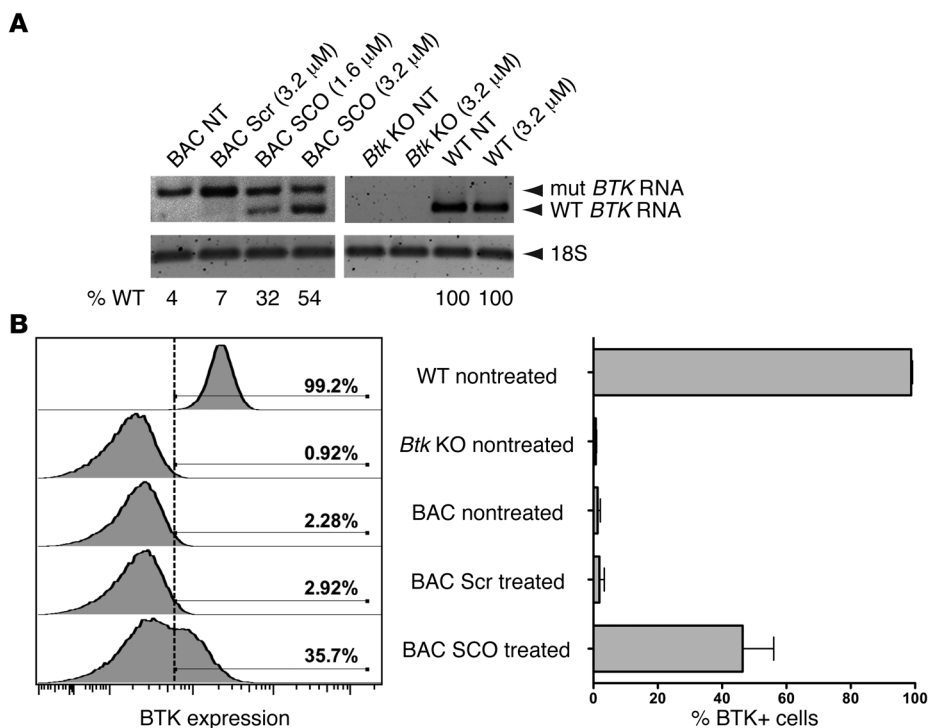 A
BAC NT
BAC Scr (3.2 μM)
BAC SCO (1.6 μM)
BAC SCO (3.2 μM)
Btk KO NT
Btk KO (3.2 μM)
WT NT
WT (3.2 μM)
mut BTK RNA
WT BTK RNA
18S
% WT 4 7 32 54 100 100
B
99.2%
0.92%
2.28%
2.92%
35.7%
BTK expression
WT nontreated
Btk KO nontreated
BAC nontreated
BAC Scr treated
BAC SCO treated
0 20 40 60 80 100
% BTK+ cells